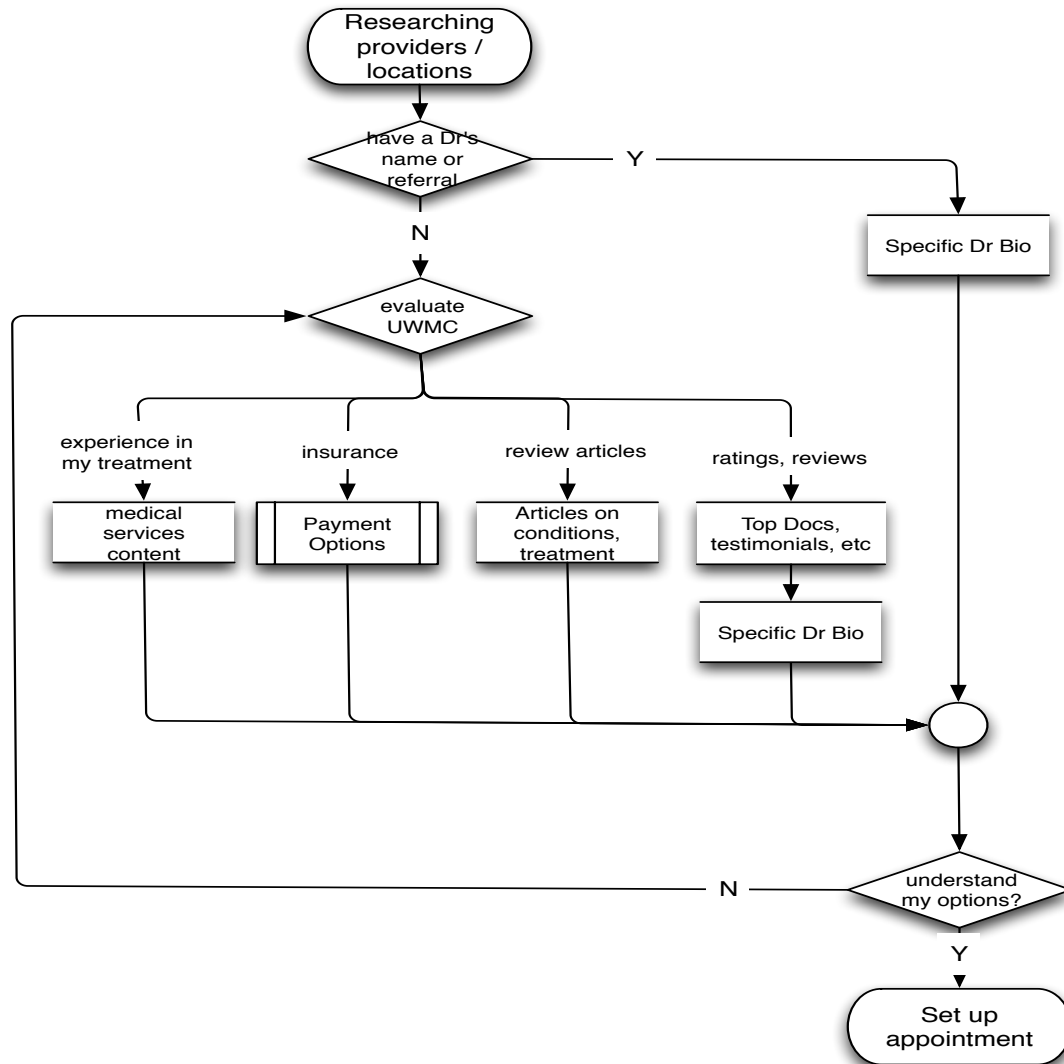 Researching
providers /
locations
have a Dr's
name or
referral
Y
N
Specific Dr Bio
evaluate
UWMC
experience in
my treatment
insurance
review articles
ratings, reviews
medical
services
content
Payment
Options
Articles on
conditions,
treatment
Top Docs,
testimonials, etc
Specific Dr Bio
understand
my options?
N
Y
Set up
appointment